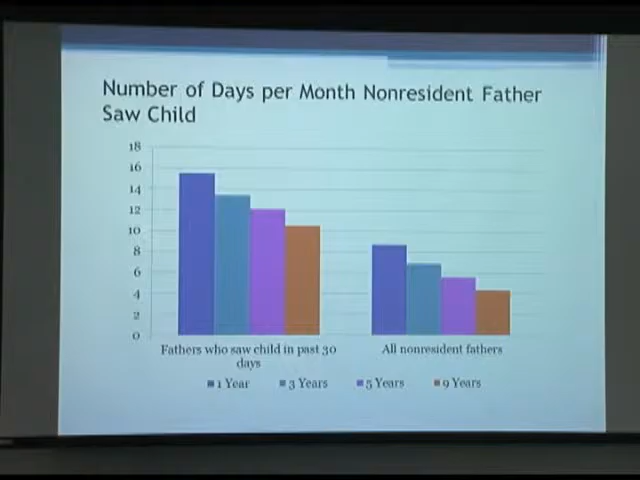 Number of Days per Month Nonresident Father
Saw Child
18
16
14
12
10
8
6
4
2
0
Fathers who saw child in past 30
days
All nonresident fathers
1 Year
3 Years
5 Years
9 Years